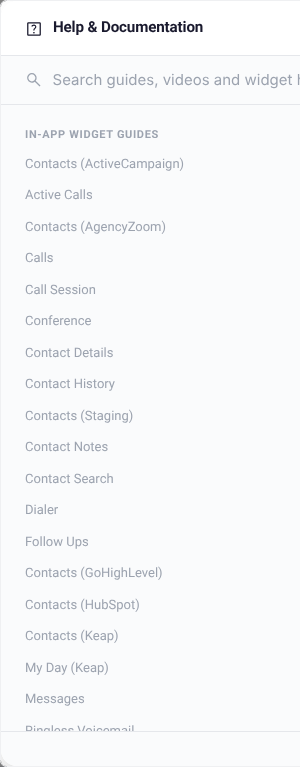 Help & Documentation
Search guides, videos and widget h
IN-APP WIDGET GUIDES
Contacts (ActiveCampaign)
Active Calls
Contacts (AgencyZoom)
Calls
Call Session
Conference
Contact Details
Contact History
Contacts (Staging)
Contact Notes
Contact Search
Dialer
Follow Ups
Contacts (GoHighLevel)
Contacts (HubSpot)
Contacts (Keap)
My Day (Keap)
Messages
Ringless Voicemail